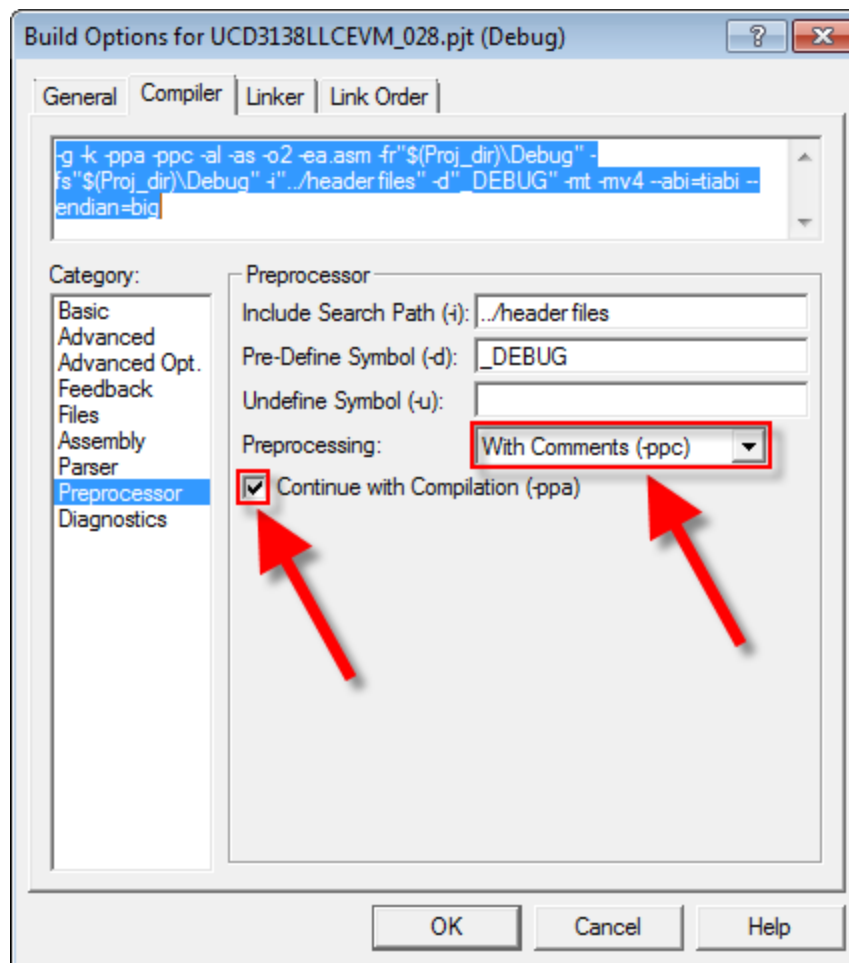 Build Options for UCD3138LLCEVM_028.pjt (Debug)
General Compiler Linker Link Order
-g -k -ppa -ppc -al -as -o2 -ea.asm -fr"$(Proj_dir)\Debug" -
fs"$(Proj_dir)\Debug" -i"../header files" -d"_DEBUG" -mt -mv4 --abi=tiabi --
endian=big
Category:
Basic
Advanced
Advanced Opt.
Feedback
Files
Assembly
Parser
Preprocessor
Diagnostics
Preprocessor
Include Search Path (-i): ../header files
Pre-Define Symbol (-d): _DEBUG
Undefine Symbol (-u):
Preprocessing: With Comments (-ppc)
Continue with Compilation (-ppa)
OK Cancel Help